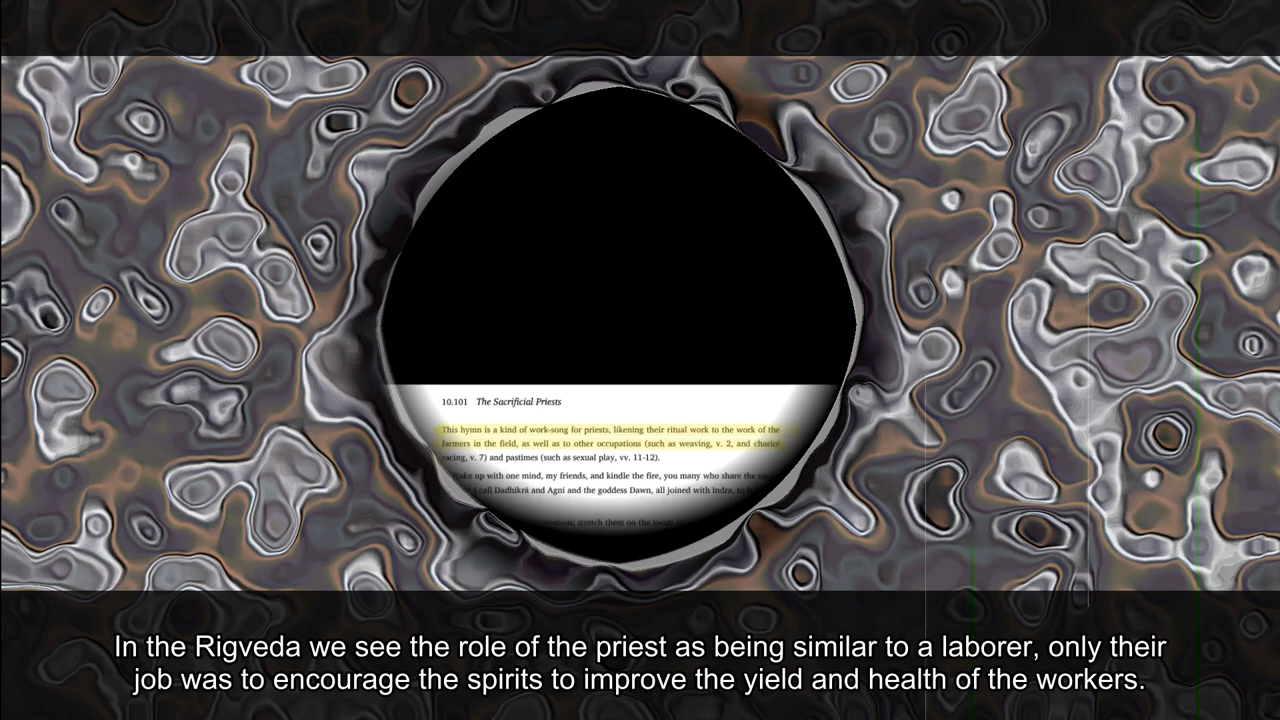 10.101 The Sacrificial Priests
This hymn is a kind of work-song for priests, likening their ritual work to the work of the
farmers in the field, as well as to other occupations (such as weaving, v. 2, and chariot
racing, v. 7) and pastimes (such as sexual play, vv. 11-12).
Wake up with one mind, my friends, and kindle the fire, you many who share the
call Dadhikrā and Agni and the goddess Dawn, all joined with Indra,
stretch them on the loom;
In the Rigveda we see the role of the priest as being similar to a laborer, only their
job was to encourage the spirits to improve the yield and health of the workers.